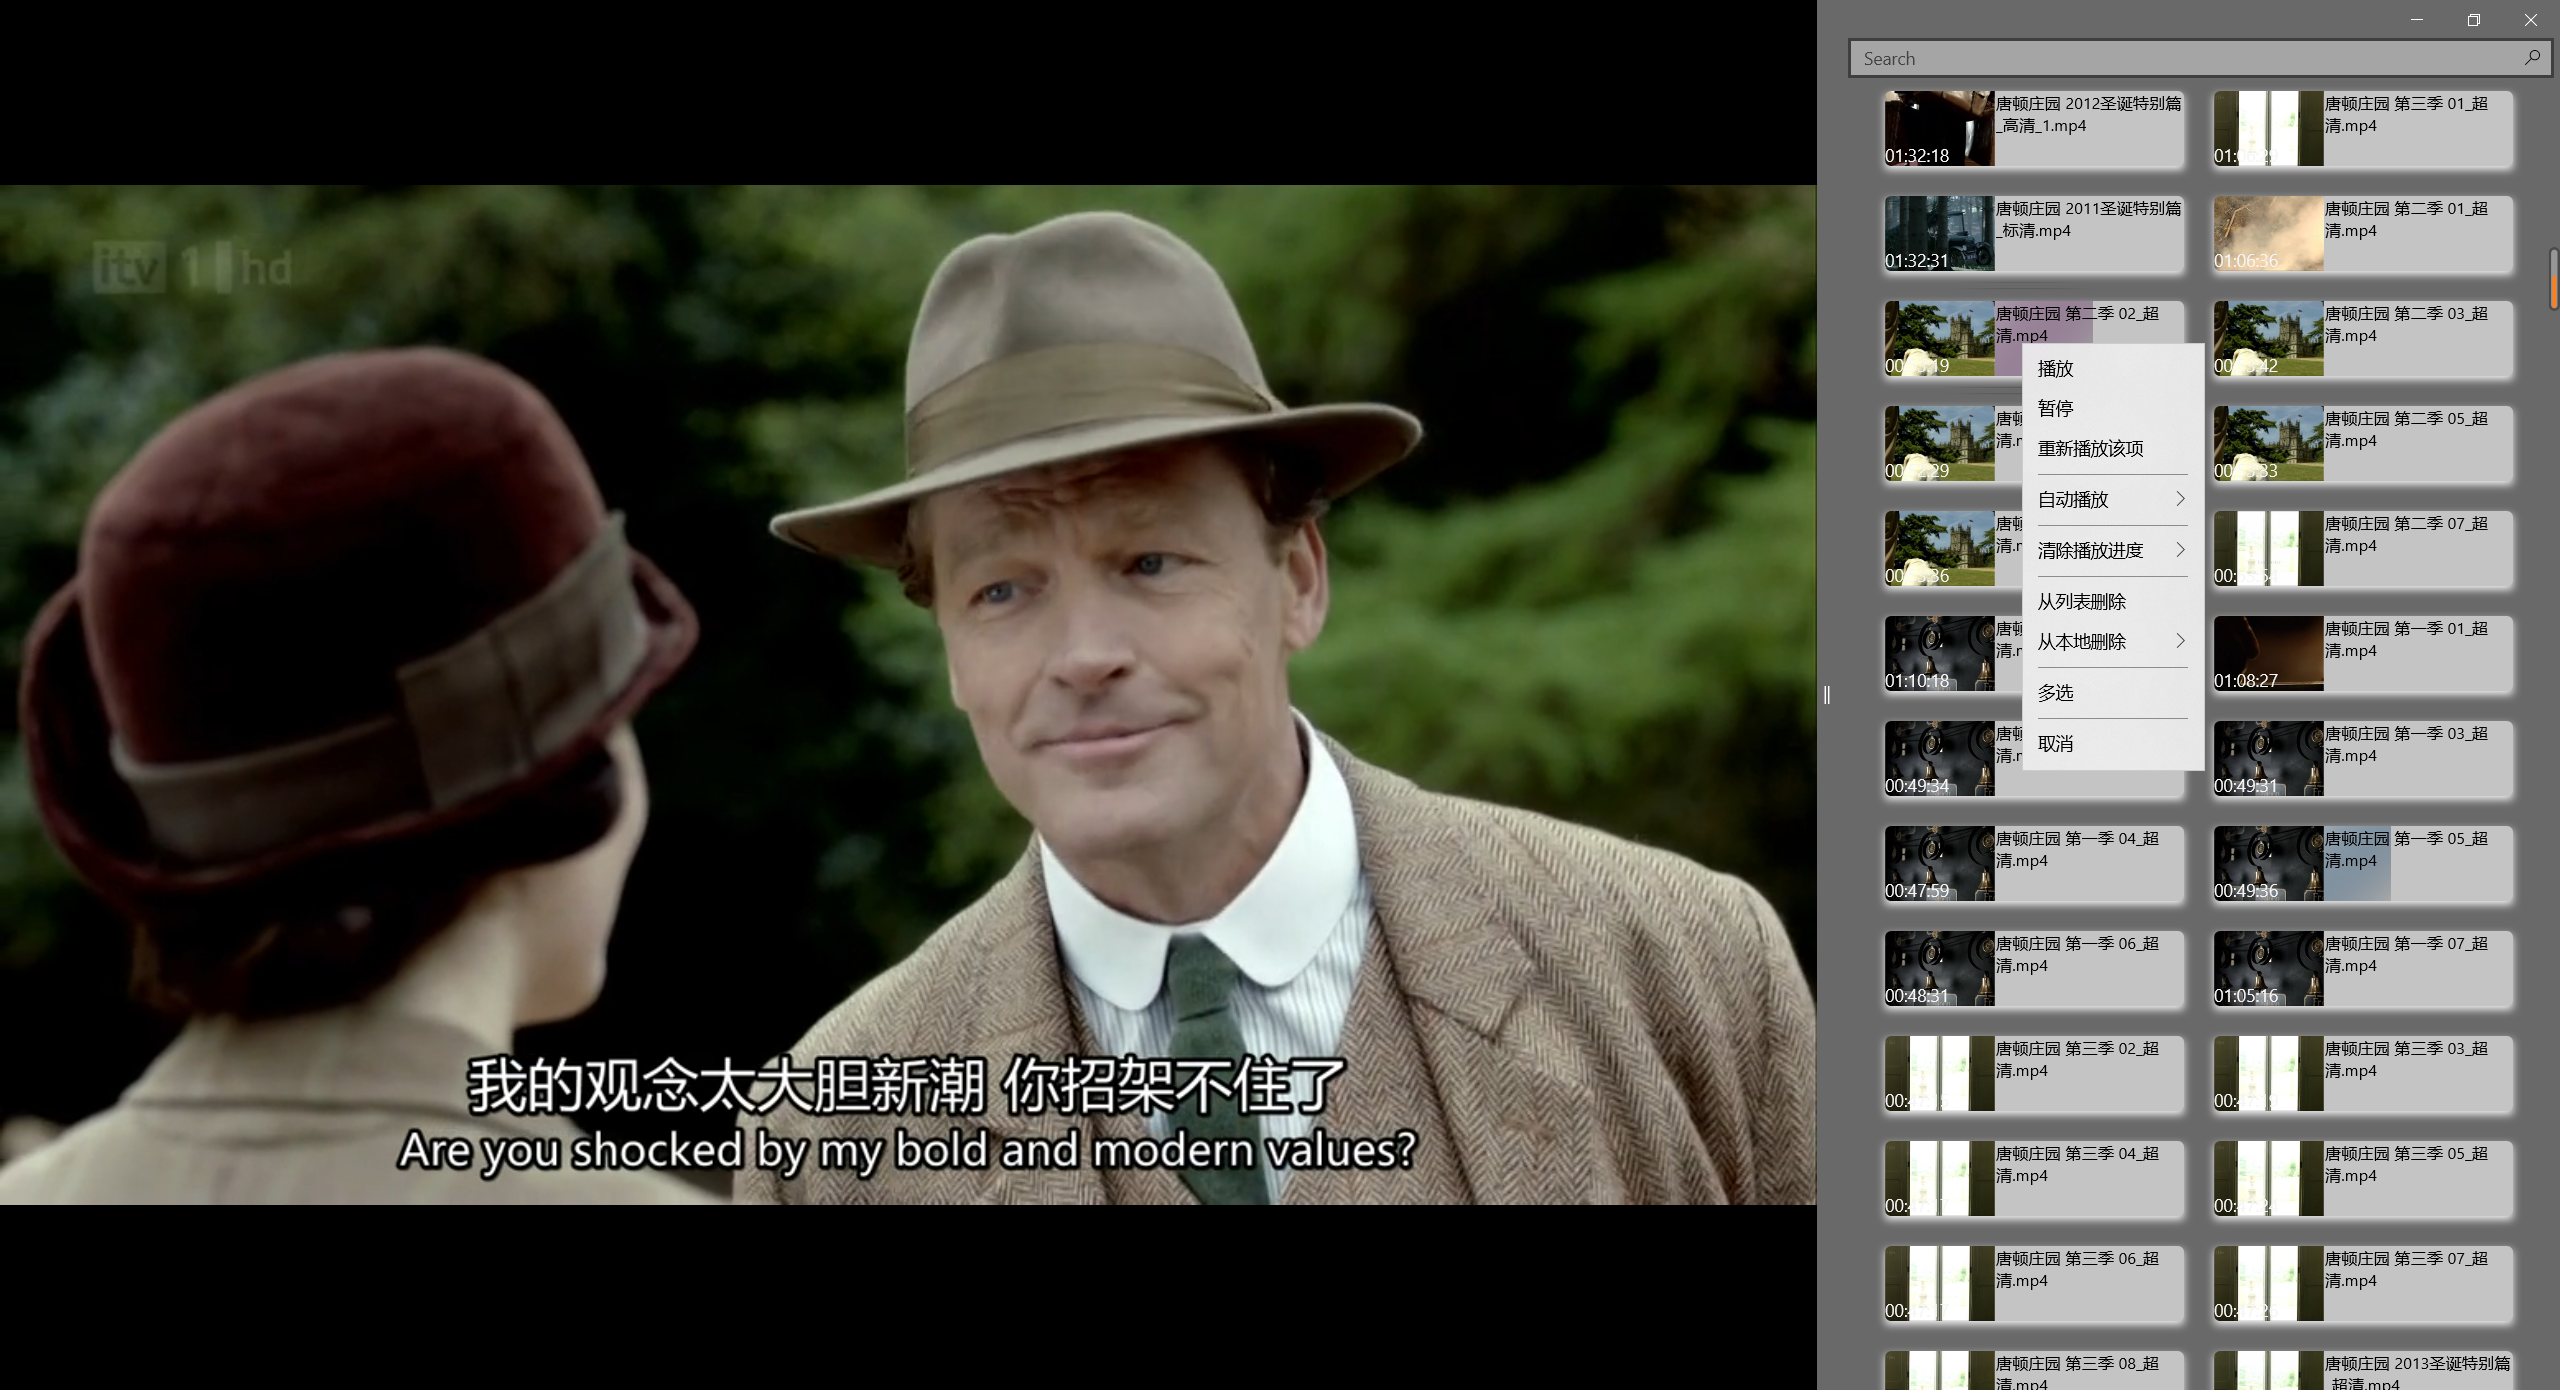 itv 1 hd
我的观念太大胆新潮 你招架不住了
Are you shocked by my bold and modern values?
Search
唐顿庄园 2012圣诞特别篇
_高清_1.mp4
01:32:18
唐顿庄园 第三季 01_超
清.mp4
唐顿庄园 2011圣诞特别篇
_标清.mp4
01:32:31
唐顿庄园 第二季 01_超
清.mp4
01:06:36
唐顿庄园 第二季 02_超
清.mp4
唐顿庄园 第二季 03_超
清.mp4
唐顿庄园 第二季 05_超
清.mp4
唐顿庄园 第二季 07_超
清.mp4
01:10:18
唐顿庄园 第一季 01_超
清.mp4
01:08:27
00:49:34
唐顿庄园 第一季 03_超
清.mp4
00:49:31
唐顿庄园 第一季 04_超
清.mp4
00:47:59
唐顿庄园 第一季 05_超
清.mp4
00:49:36
唐顿庄园 第一季 06_超
清.mp4
00:48:31
唐顿庄园 第一季 07_超
清.mp4
01:05:16
唐顿庄园 第三季 02_超
清.mp4
唐顿庄园 第三季 03_超
清.mp4
唐顿庄园 第三季 04_超
清.mp4
唐顿庄园 第三季 05_超
清.mp4
唐顿庄园 第三季 06_超
清.mp4
唐顿庄园 第三季 07_超
清.mp4
唐顿庄园 第三季 08_超
清.mp4
唐顿庄园 2013圣诞特别篇
_超清.mp4
播放
暂停
重新播放该项
自动播放
清除播放进度
从列表删除
从本地删除
多选
取消